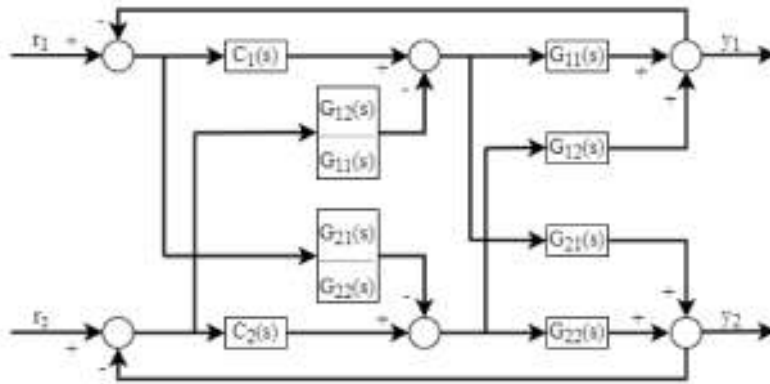 r₁ + - C₁(s) + - G₁₁(s) + + y₁
G₁₂(s)
G₁₁(s)
G₁₂(s)
G₂₁(s)
G₂₂(s)
G₂₁(s)
r₂ + - C₂(s) + - G₂₂(s) + + y₂